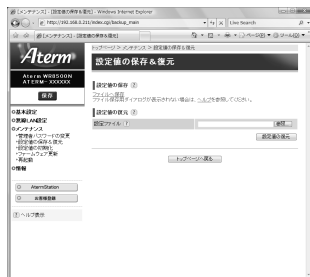 [メンテナンス] - [設定値の保存&復元] - Windows Internet Explorer
http://192.168.0.211/index.cgi/backup_main
Live Search
[メンテナンス] - [設定値の保存&復元]
ページ(P)
ツール(O)
トップページ > メンテナンス > 設定値の保存&復元
Aterm
設定値の保存&復元
Aterm WR8500N
ATERM-XXXXXX
保存
設定値の保存 ?
ファイルへ保存
ファイル保存用ダイアログが表示されない場合は、ヘルプを参照してください。
基本設定
無線LAN設定
メンテナンス
・管理者パスワードの変更
・設定値の保存&復元
・設定値の初期化
・ファームウェア更新
・再起動
情報
設定値の復元 ?
設定ファイル ?
参照...
設定値の復元
トップページへ戻る
AtermStation
お客様登録
? ヘルプ表示